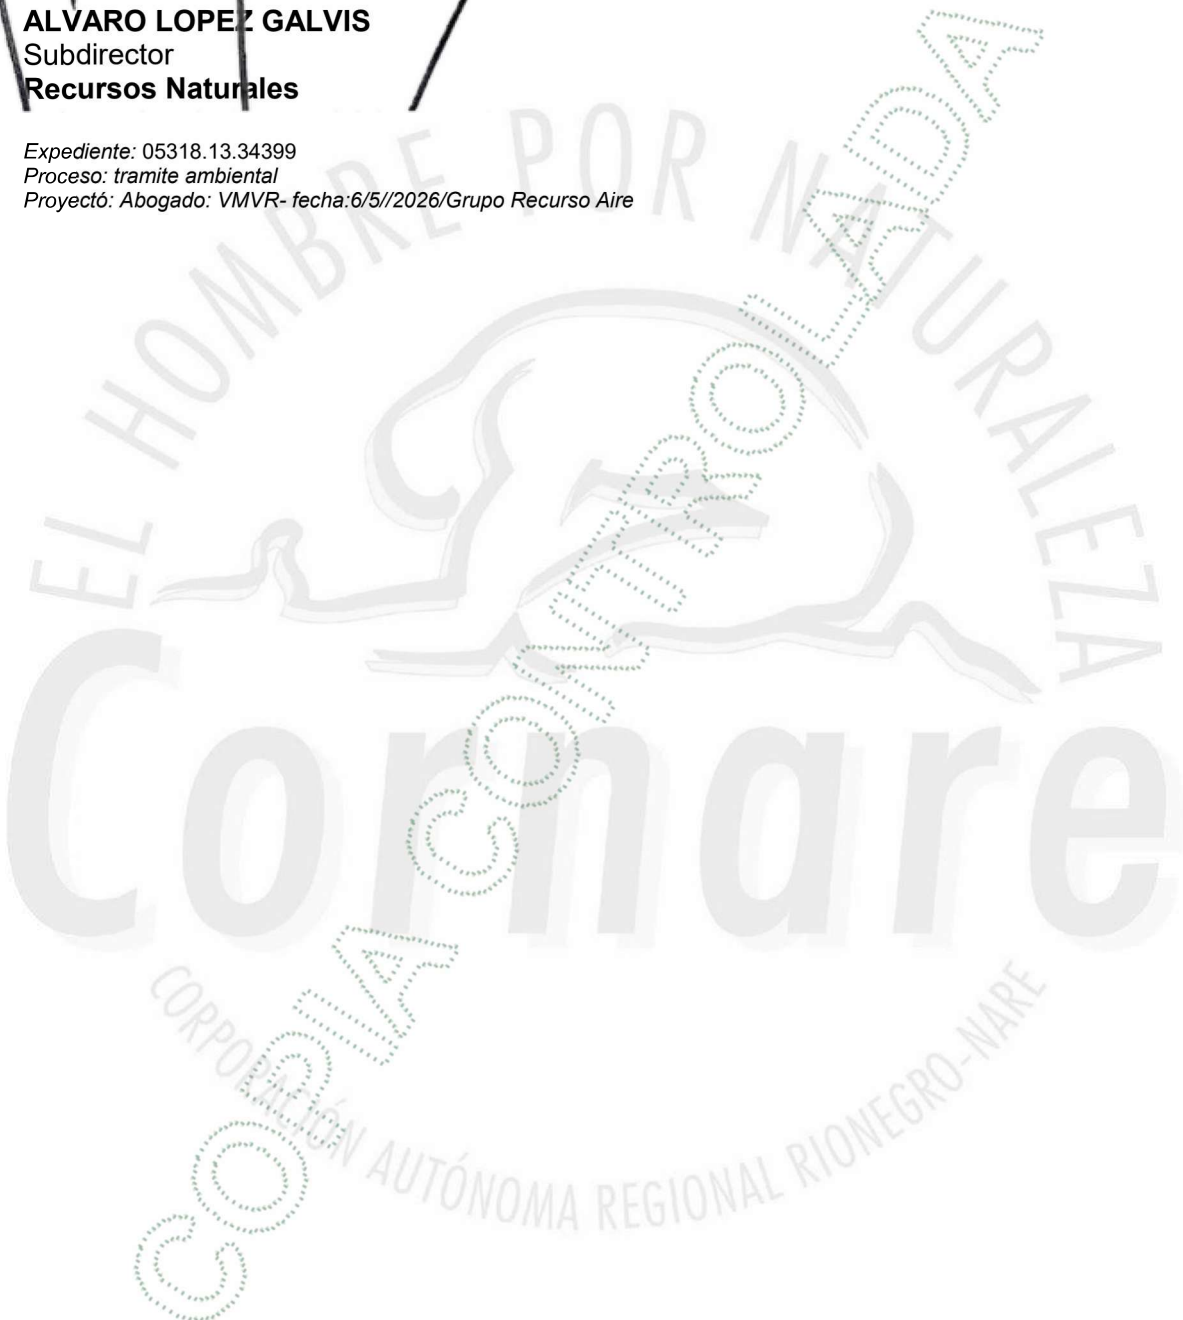 ALVARO LOPEZ GALVIS
Subdirector
Recursos Naturales
Expediente: 05318.13.34399
Proceso: tramite ambiental
Proyectó: Abogado: VMVR- fecha:6/5//2026/Grupo Recurso Aire
EL HOMBRE POR NATURALEZA
Cornare
CORPORACIÓN AUTÓNOMA REGIONAL RIONEGRO-NARE
COPIA CONTROLADA